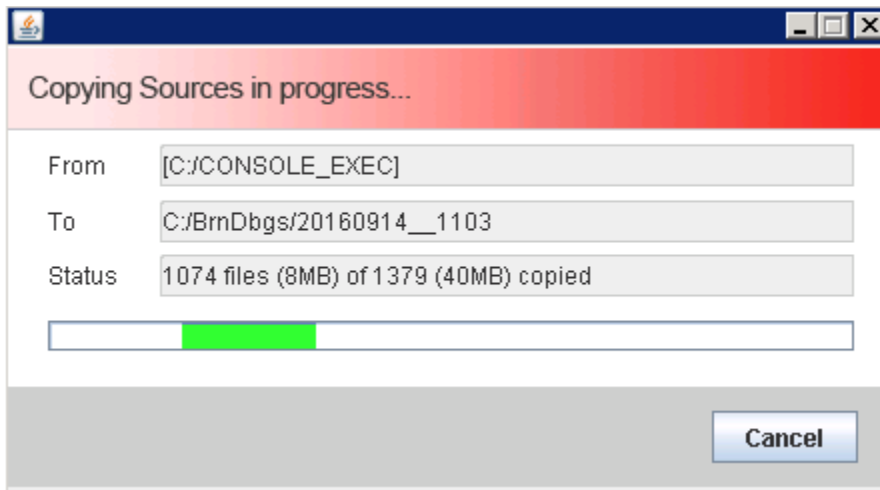 Copying Sources in progress...
From [C:/CONSOLE_EXEC]
To C:/BrnDbgs/20160914__1103
Status 1074 files (8MB) of 1379 (40MB) copied
Cancel